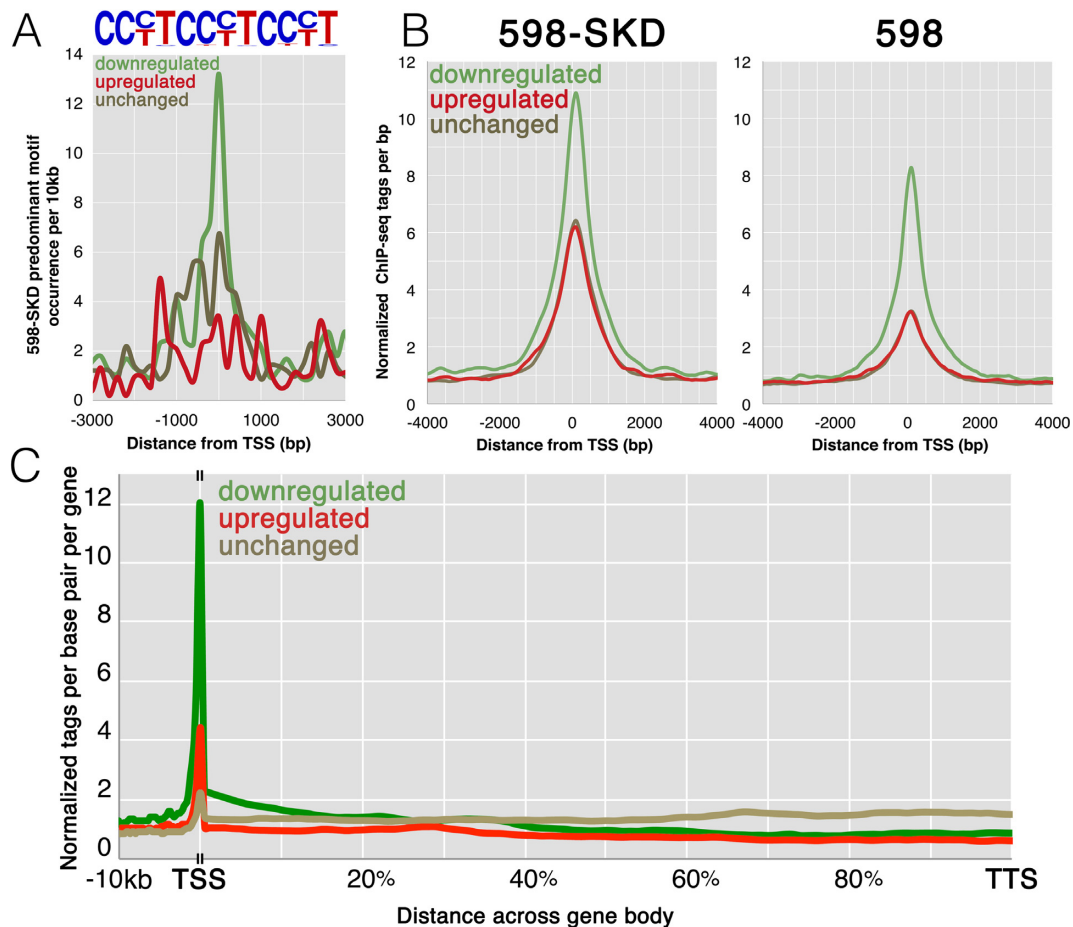 A
CCCTCCCTCCCT
TTT
14
12
10
8
6
4
2
0
598-SKD predominant motif
occurrence per 10kb
downregulated
upregulated
unchanged
-3000
-1000
1000
3000
Distance from TSS (bp)
B
598-SKD
12
10
8
6
4
2
0
Normalized ChIP-seq tags per bp
downregulated
upregulated
unchanged
-4000
-2000
0
2000
4000
Distance from TSS (bp)
598
12
10
8
6
4
2
0
-4000
-2000
0
2000
4000
Distance from TSS (bp)
C
12
10
8
6
4
2
0
Normalized tags per base pair per gene
downregulated
upregulated
unchanged
-10kb
TSS
20%
40%
60%
80%
TTS
Distance across gene body